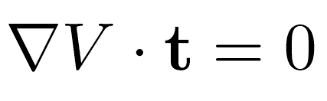 ∇V · t = 0